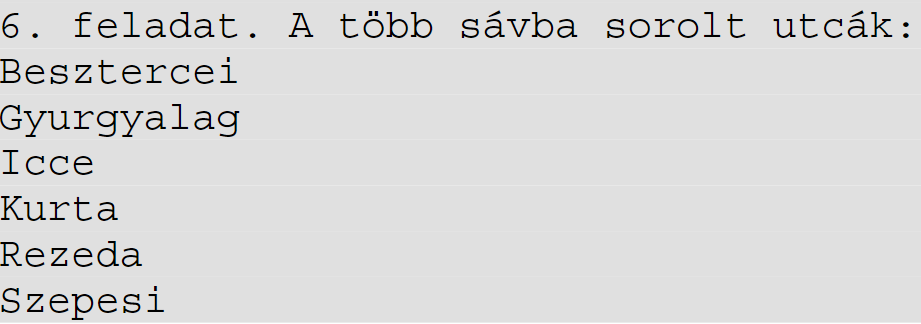 6. feladat. A több sávba sorolt utcák:
Besztercei
Gyurgyalag
Icce
Kurta
Rezeda
Szepesi